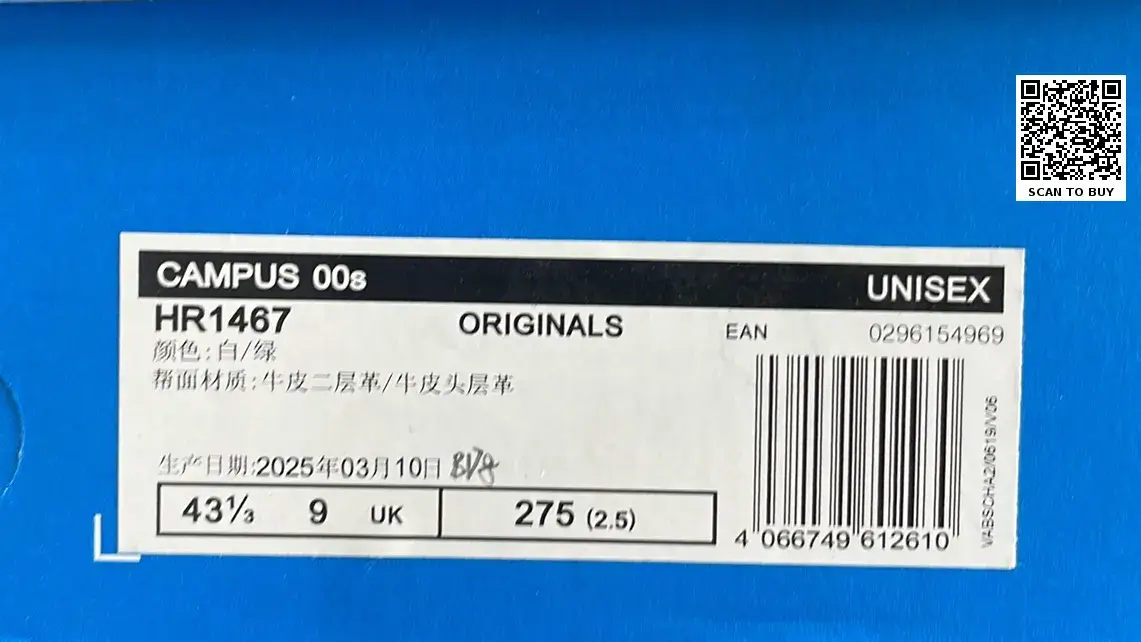 SCAN TO BUY
CAMPUS 00s UNISEX
HR1467 ORIGINALS EAN 0296154969
颜色:白/绿
帮面材质:牛皮二层革/牛皮头层革
生产日期:2025年03月10日
43⅓ 9 UK 275 (2.5)
4 066749 612610